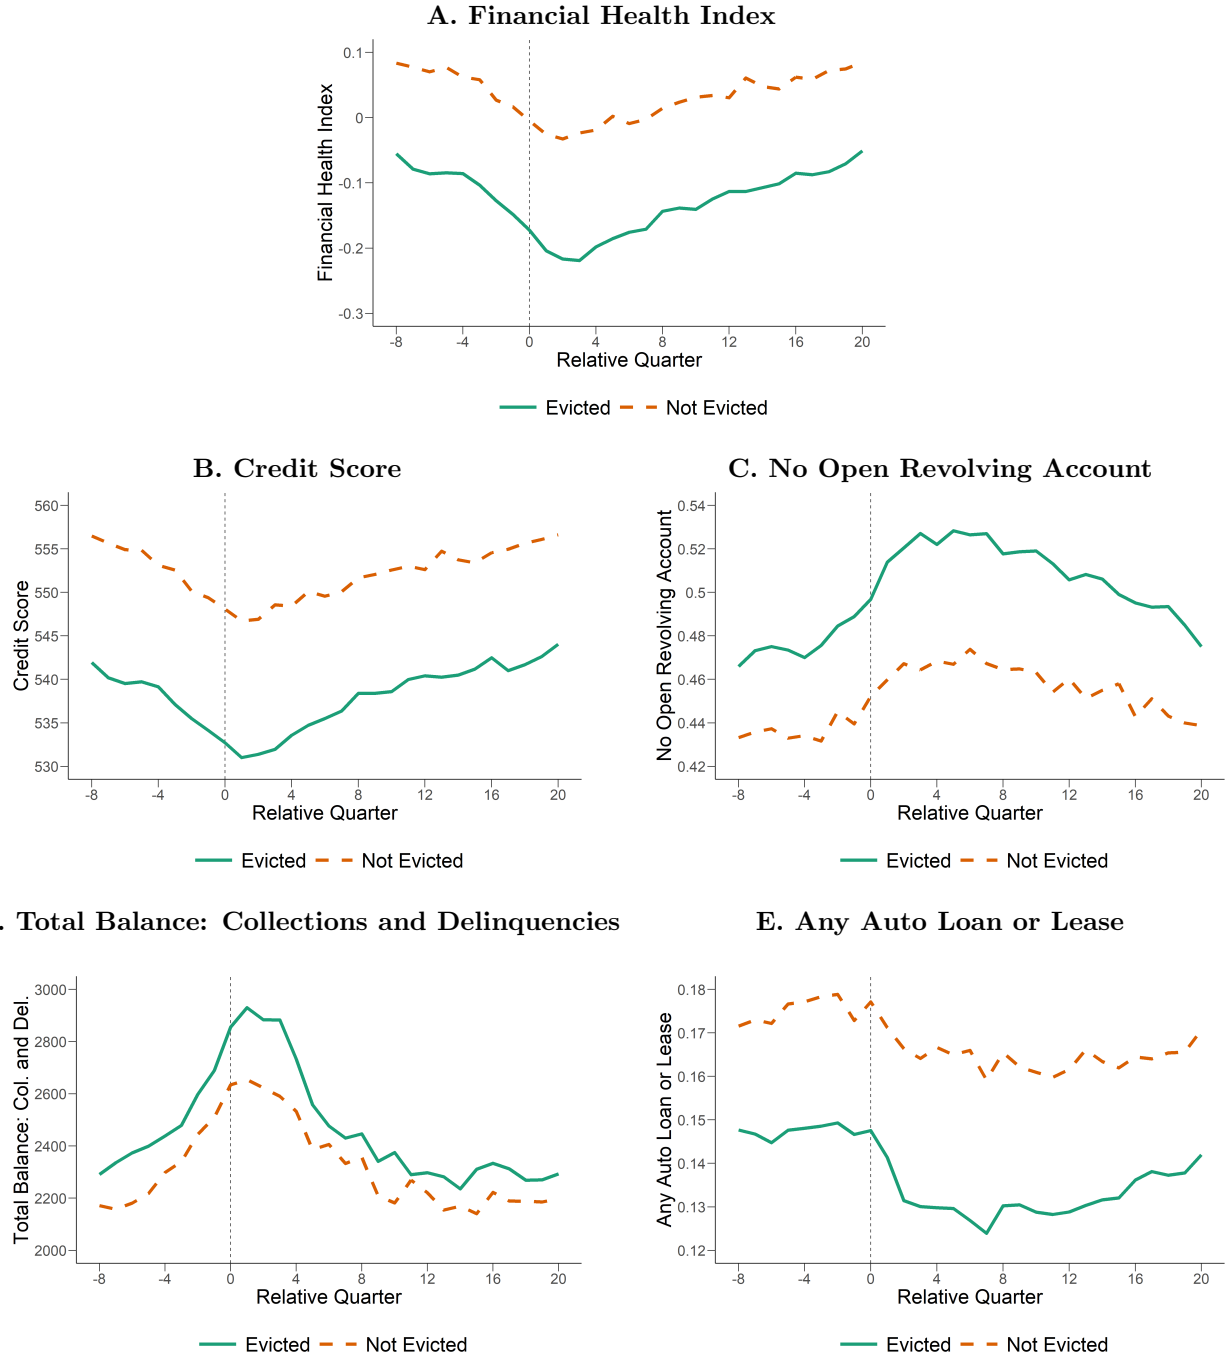 A. Financial Health Index
Financial Health Index
0.1
0
-0.1
-0.2
-0.3
-8 -4 0 4 8 12 16 20
Relative Quarter
Evicted Not Evicted
B. Credit Score
Credit Score
560
555
550
545
540
535
530
-8 -4 0 4 8 12 16 20
Relative Quarter
Evicted Not Evicted
C. No Open Revolving Account
No Open Revolving Account
0.54
0.52
0.5
0.48
0.46
0.44
0.42
-8 -4 0 4 8 12 16 20
Relative Quarter
Evicted Not Evicted
. Total Balance: Collections and Delinquencies
Total Balance: Col. and Del.
3000
2800
2600
2400
2200
2000
-8 -4 0 4 8 12 16 20
Relative Quarter
Evicted Not Evicted
E. Any Auto Loan or Lease
Any Auto Loan or Lease
0.18
0.17
0.16
0.15
0.14
0.13
0.12
-8 -4 0 4 8 12 16 20
Relative Quarter
Evicted Not Evicted